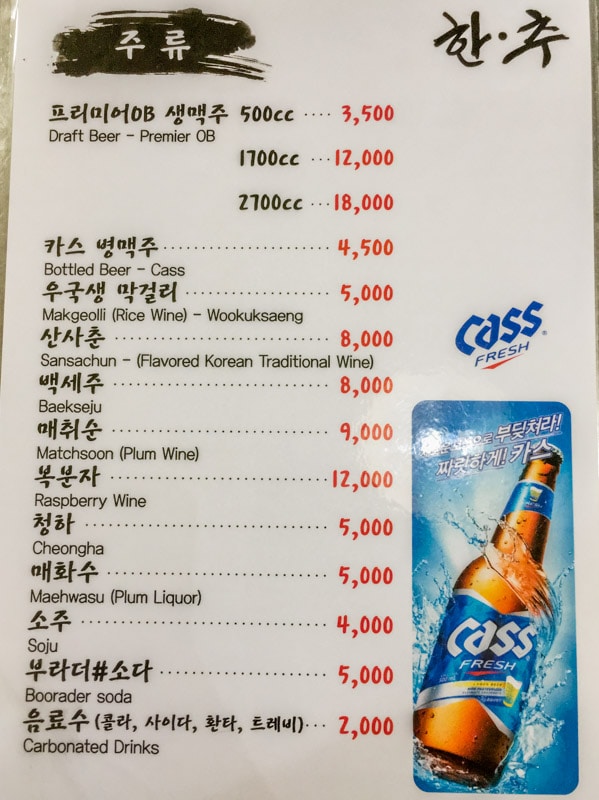 주류
한·추
프리미어OB 생맥주 500cc ···· 3,500
Draft Beer - Premier OB
1700cc ··· 12,000
2700cc ··· 18,000
카스 병맥주 ···················· 4,500
Bottled Beer - Cass
우국생 막걸리 ·················· 5,000
Makgeolli (Rice Wine) - Wookuksaeng
산사춘 ························ 8,000
Sansachun - (Flavored Korean Traditional Wine)
백세주 ························ 8,000
Baekseju
매취순 ························ 9,000
Matchsoon (Plum Wine)
복분자 ························ 12,000
Raspberry Wine
청하 ·························· 5,000
Cheongha
매화수 ························ 5,000
Maehwasu (Plum Liquor)
소주 ·························· 4,000
Soju
부라더#소다 ···················· 5,000
Boorader soda
음료수 (콜라, 사이다, 환타, 트레비) ··· 2,000
Carbonated Drinks
Cass
FRESH
부딪쳐라!
짜릿하게! 카스
Cass
FRESH